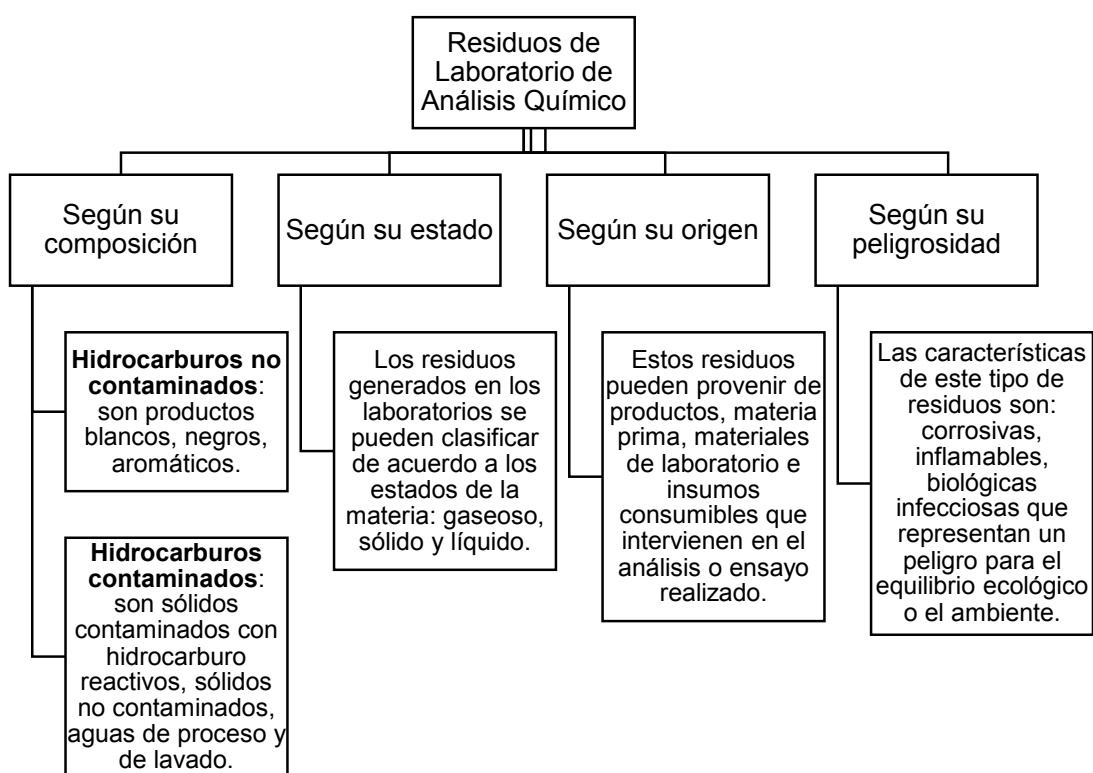 Residuos de
Laboratorio de
Análisis Químico
Según su
composición
Según su estado
Según su origen
Según su
peligrosidad
Hidrocarburos no
contaminados:
son productos
blancos, negros,
aromáticos.
Hidrocarburos
contaminados:
son sólidos
contaminados con
hidrocarburo
reactivos, sólidos
no contaminados,
aguas de proceso y
de lavado.
Los residuos
generados en los
laboratorios se
pueden clasificar
de acuerdo a los
estados de la
materia: gaseoso,
sólido y líquido.
Estos residuos
pueden provenir de
productos, materia
prima, materiales
de laboratorio e
insumos
consumibles que
intervienen en el
análisis o ensayo
realizado.
Las características
de este tipo de
residuos son:
corrosivas,
inflamables,
biológicas
infecciosas que
representan un
peligro para el
equilibrio ecológico
o el ambiente.